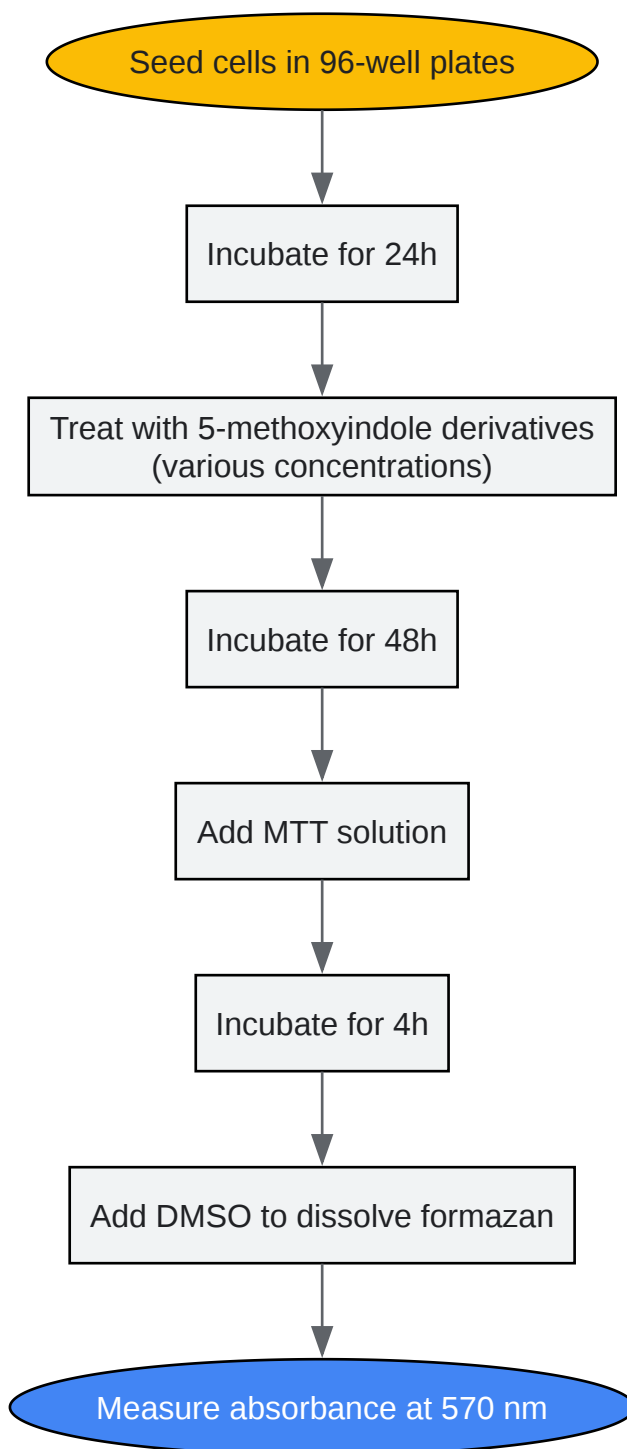 Seed cells in 96-well plates
Incubate for 24h
Treat with 5-methoxyindole derivatives
(various concentrations)
Incubate for 48h
Add MTT solution
Incubate for 4h
Add DMSO to dissolve formazan
Measure absorbance at 570 nm